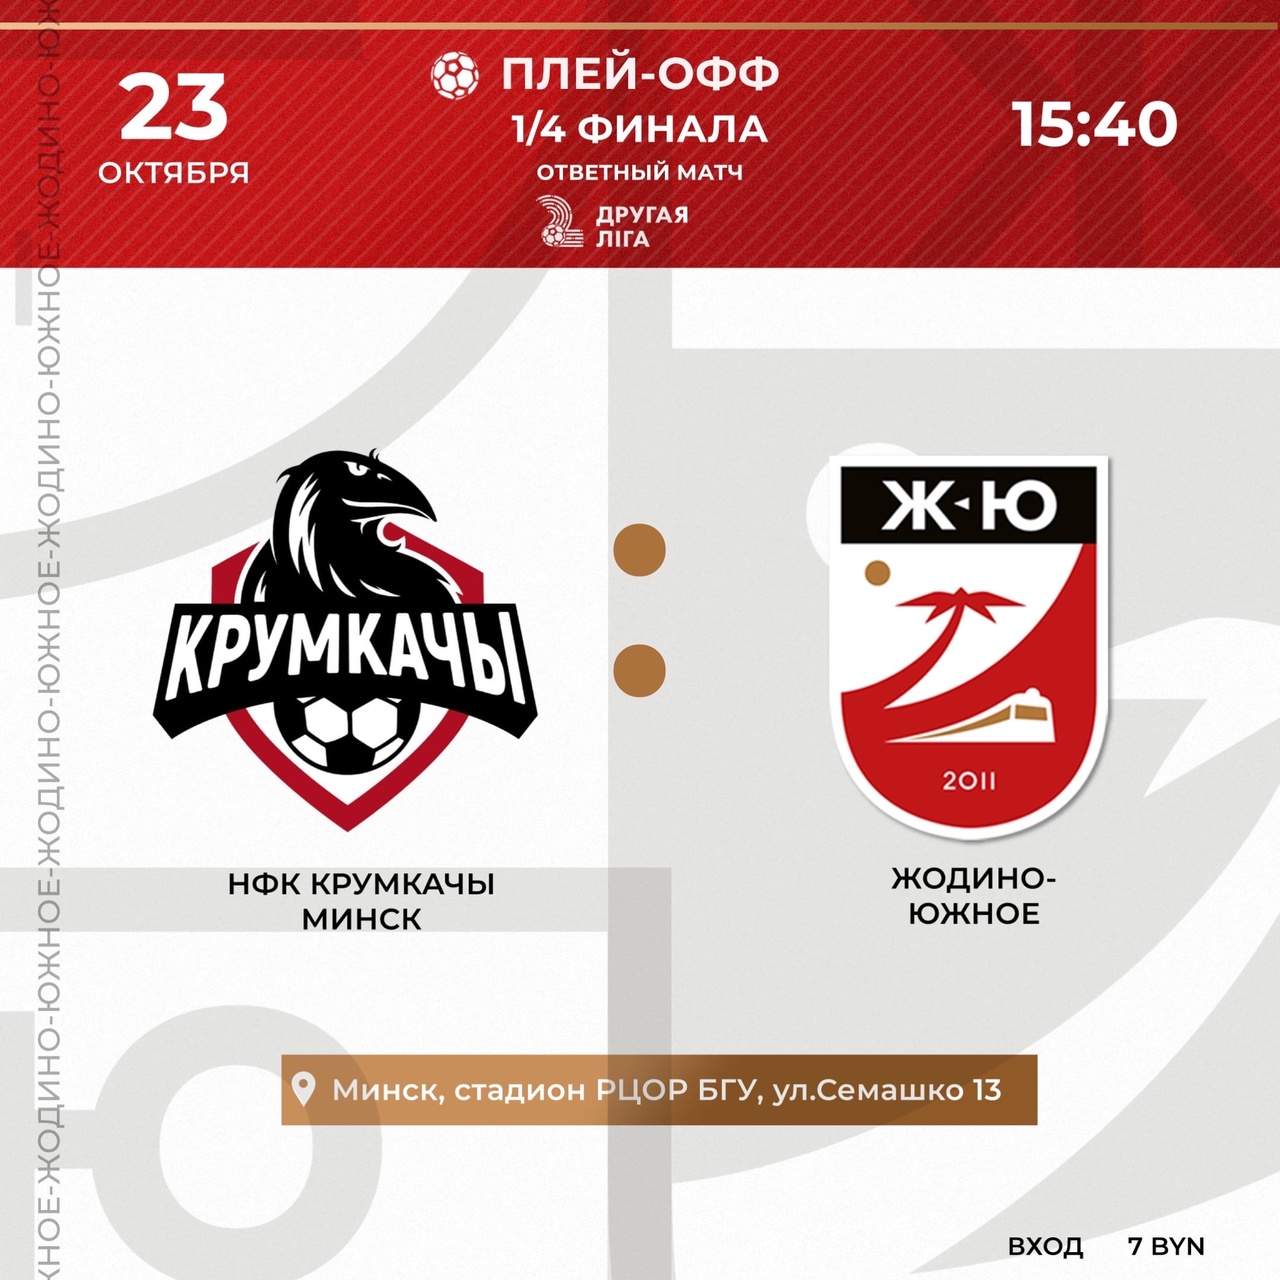 23
ОКТЯБРЯ
ПЛЕЙ-ОФФ
1/4 ФИНАЛА
ОТВЕТНЫЙ МАТЧ
ДРУГАЯ
ЛІГА
15:40
ЖНОЕ-ЖОДИНО-ЮЖНОЕ-ЖОДИНО-ЮЖНОЕ-ЖОДИНО-ЮЖНОЕ-ЖОДИНО-ЮЖНОЕ-ЖОДИНО-ЮЖ
КРУМКАЧЫ
Ж Ю
2011
НФК КРУМКАЧЫ
МИНСК
ЖОДИНО-
ЮЖНОЕ
Минск, стадион РЦОР БГУ, ул.Семашко 13
ВХОД 7 BYN